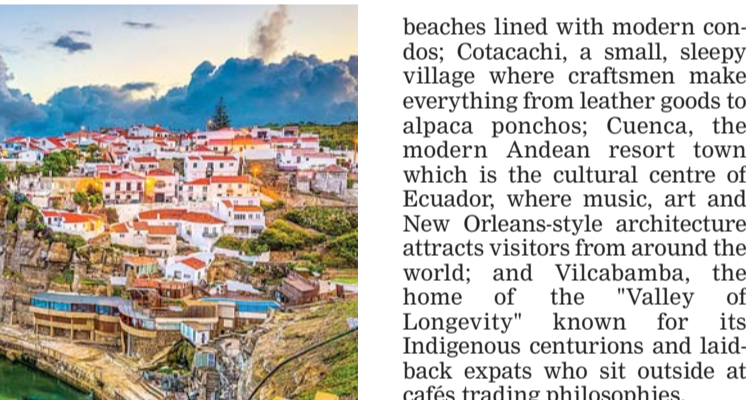 beaches lined with modern con-
dos; Cotacachi, a small, sleepy
village where craftsmen make
everything from leather goods to
alpaca ponchos; Cuenca, the
modern Andean resort town
which is the cultural centre of
Ecuador, where music, art and
New Orleans-style architecture
attracts visitors from around the
world; and Vilcabamba, the
home of the "Valley of
Longevity" known for its
Indigenous centurions and laid-
back expats who sit outside at
cafés trading philosophies.